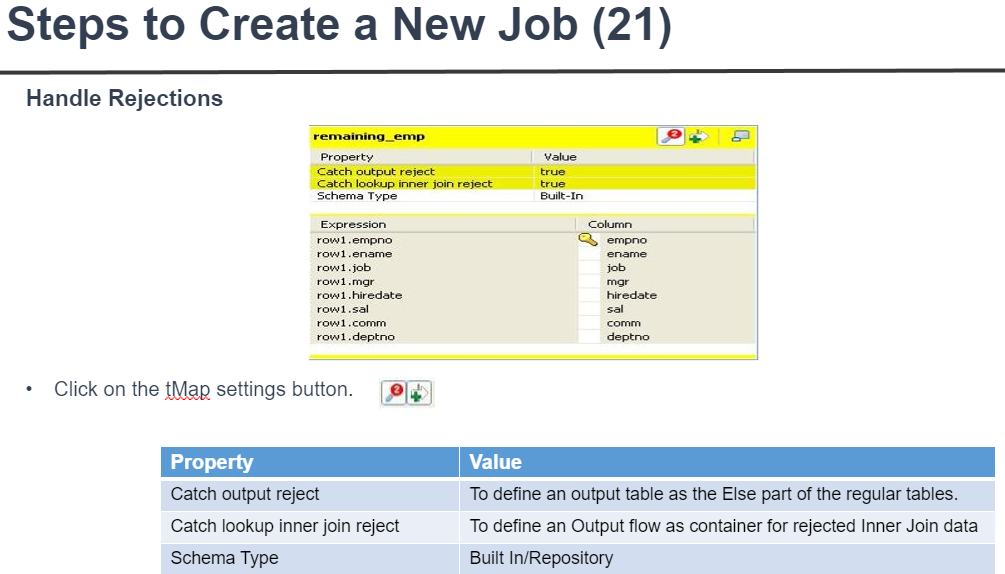 Steps to Create a New Job (21)
Handle Rejections
remaining_emp
Property Value
Catch output reject true
Catch lookup inner join reject true
Schema Type Built-In
Expression Column
row1.empno empno
row1.ename ename
row1.job job
row1.mgr mgr
row1.hiredate hiredate
row1.sal sal
row1.comm comm
row1.deptno deptno
• Click on the tMap settings button.
Property Value
Catch output reject To define an output table as the Else part of the regular tables.
Catch lookup inner join reject To define an Output flow as container for rejected Inner Join data
Schema Type Built In/Repository